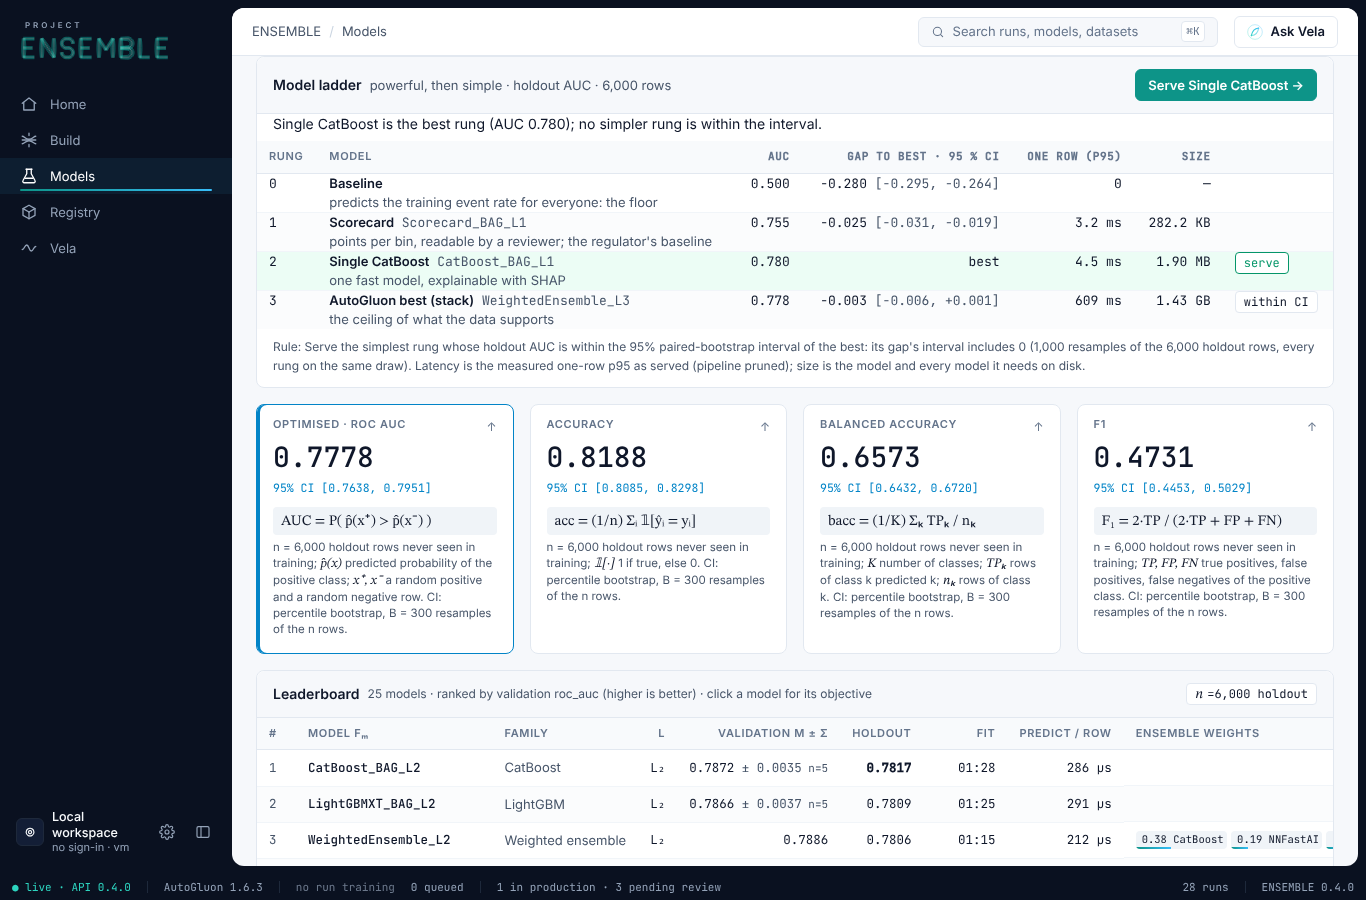 PROJECT
ENSEMBLE
Home
Build
Models
Registry
Vela
Local workspace
no sign-in · vm
ENSEMBLE / Models
Search runs, models, datasets ⌘K
Ask Vela
Model ladder powerful, then simple · holdout AUC · 6,000 rows
Serve Single CatBoost →
Single CatBoost is the best rung (AUC 0.780); no simpler rung is within the interval.
RUNG MODEL AUC GAP TO BEST · 95 % CI ONE ROW (P95) SIZE
0 Baseline 0.500 -0.280 [-0.295, -0.264] 0 —
predicts the training event rate for everyone: the floor
1 Scorecard Scorecard_BAG_L1 0.755 -0.025 [-0.031, -0.019] 3.2 ms 282.2 KB
points per bin, readable by a reviewer; the regulator's baseline
2 Single CatBoost CatBoost_BAG_L1 0.780 best 4.5 ms 1.90 MB serve
one fast model, explainable with SHAP
3 AutoGluon best (stack) WeightedEnsemble_L3 0.778 -0.003 [-0.006, +0.001] 609 ms 1.43 GB within CI
the ceiling of what the data supports
Rule: Serve the simplest rung whose holdout AUC is within the 95% paired-bootstrap interval of the best: its gap's interval includes 0 (1,000 resamples of the 6,000 holdout rows, every
rung on the same draw). Latency is the measured one-row p95 as served (pipeline pruned); size is the model and every model it needs on disk.
OPTIMISED · ROC AUC ↑
0.7778
95% CI [0.7638, 0.7951]
AUC = P( p̂(x⁺) > p̂(x⁻) )
n = 6,000 holdout rows never seen in
training; p̂(x) predicted probability of the
positive class; x⁺, x⁻ a random positive
and a random negative row. CI:
percentile bootstrap, B = 300 resamples
of the n rows.
ACCURACY ↑
0.8188
95% CI [0.8085, 0.8298]
acc = (1/n) Σᵢ 𝟙[ŷᵢ = yᵢ]
n = 6,000 holdout rows never seen in
training; 𝟙[·] 1 if true, else 0. CI:
percentile bootstrap, B = 300 resamples
of the n rows.
BALANCED ACCURACY ↑
0.6573
95% CI [0.6432, 0.6720]
bacc = (1/K) Σₖ TPₖ / nₖ
n = 6,000 holdout rows never seen in
training; K number of classes; TPₖ rows
of class k predicted k; nₖ rows of class
k. CI: percentile bootstrap, B = 300
resamples of the n rows.
F1 ↑
0.4731
95% CI [0.4453, 0.5029]
F₁ = 2·TP / (2·TP + FP + FN)
n = 6,000 holdout rows never seen in
training; TP, FP, FN true positives, false
positives, false negatives of the positive
class. CI: percentile bootstrap, B = 300
resamples of the n rows.
Leaderboard 25 models · ranked by validation roc_auc (higher is better) · click a model for its objective
n =6,000 holdout
# MODEL Fₘ FAMILY L VALIDATION M ± Σ HOLDOUT FIT PREDICT / ROW ENSEMBLE WEIGHTS
1 CatBoost_BAG_L2 CatBoost L₂ 0.7872 ± 0.0035 n=5 0.7817 01:28 286 µs
2 LightGBMXT_BAG_L2 LightGBM L₂ 0.7866 ± 0.0037 n=5 0.7809 01:25 291 µs
3 WeightedEnsemble_L2 Weighted ensemble L₂ 0.7886 0.7806 01:15 212 µs 0.38 CatBoost 0.19 NNFastAI
live · API 0.4.0 AutoGluon 1.6.3 no run training 0 queued 1 in production · 3 pending review 28 runs ENSEMBLE 0.4.0